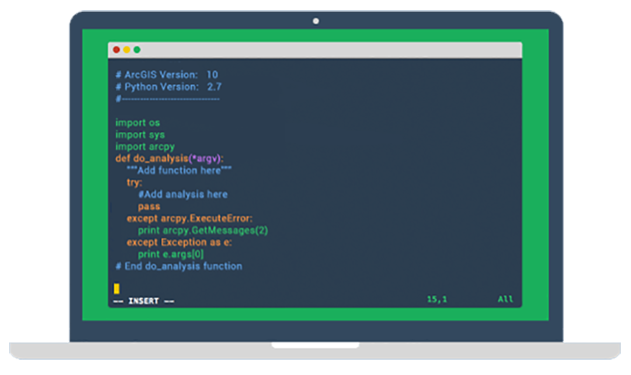 # ArcGIS Version:   10
# Python Version:   2.7
#------------------------------
import os
import sys
import arcpy
def do_analysis(*argv):
"""Add function here"""
try:
#Add analysis here
pass
except arcpy.ExecuteError:
print arcpy.GetMessages(2)
except Exception as e:
print e.args[0]
# End do_analysis function
-- INSERT -- 15,1 All